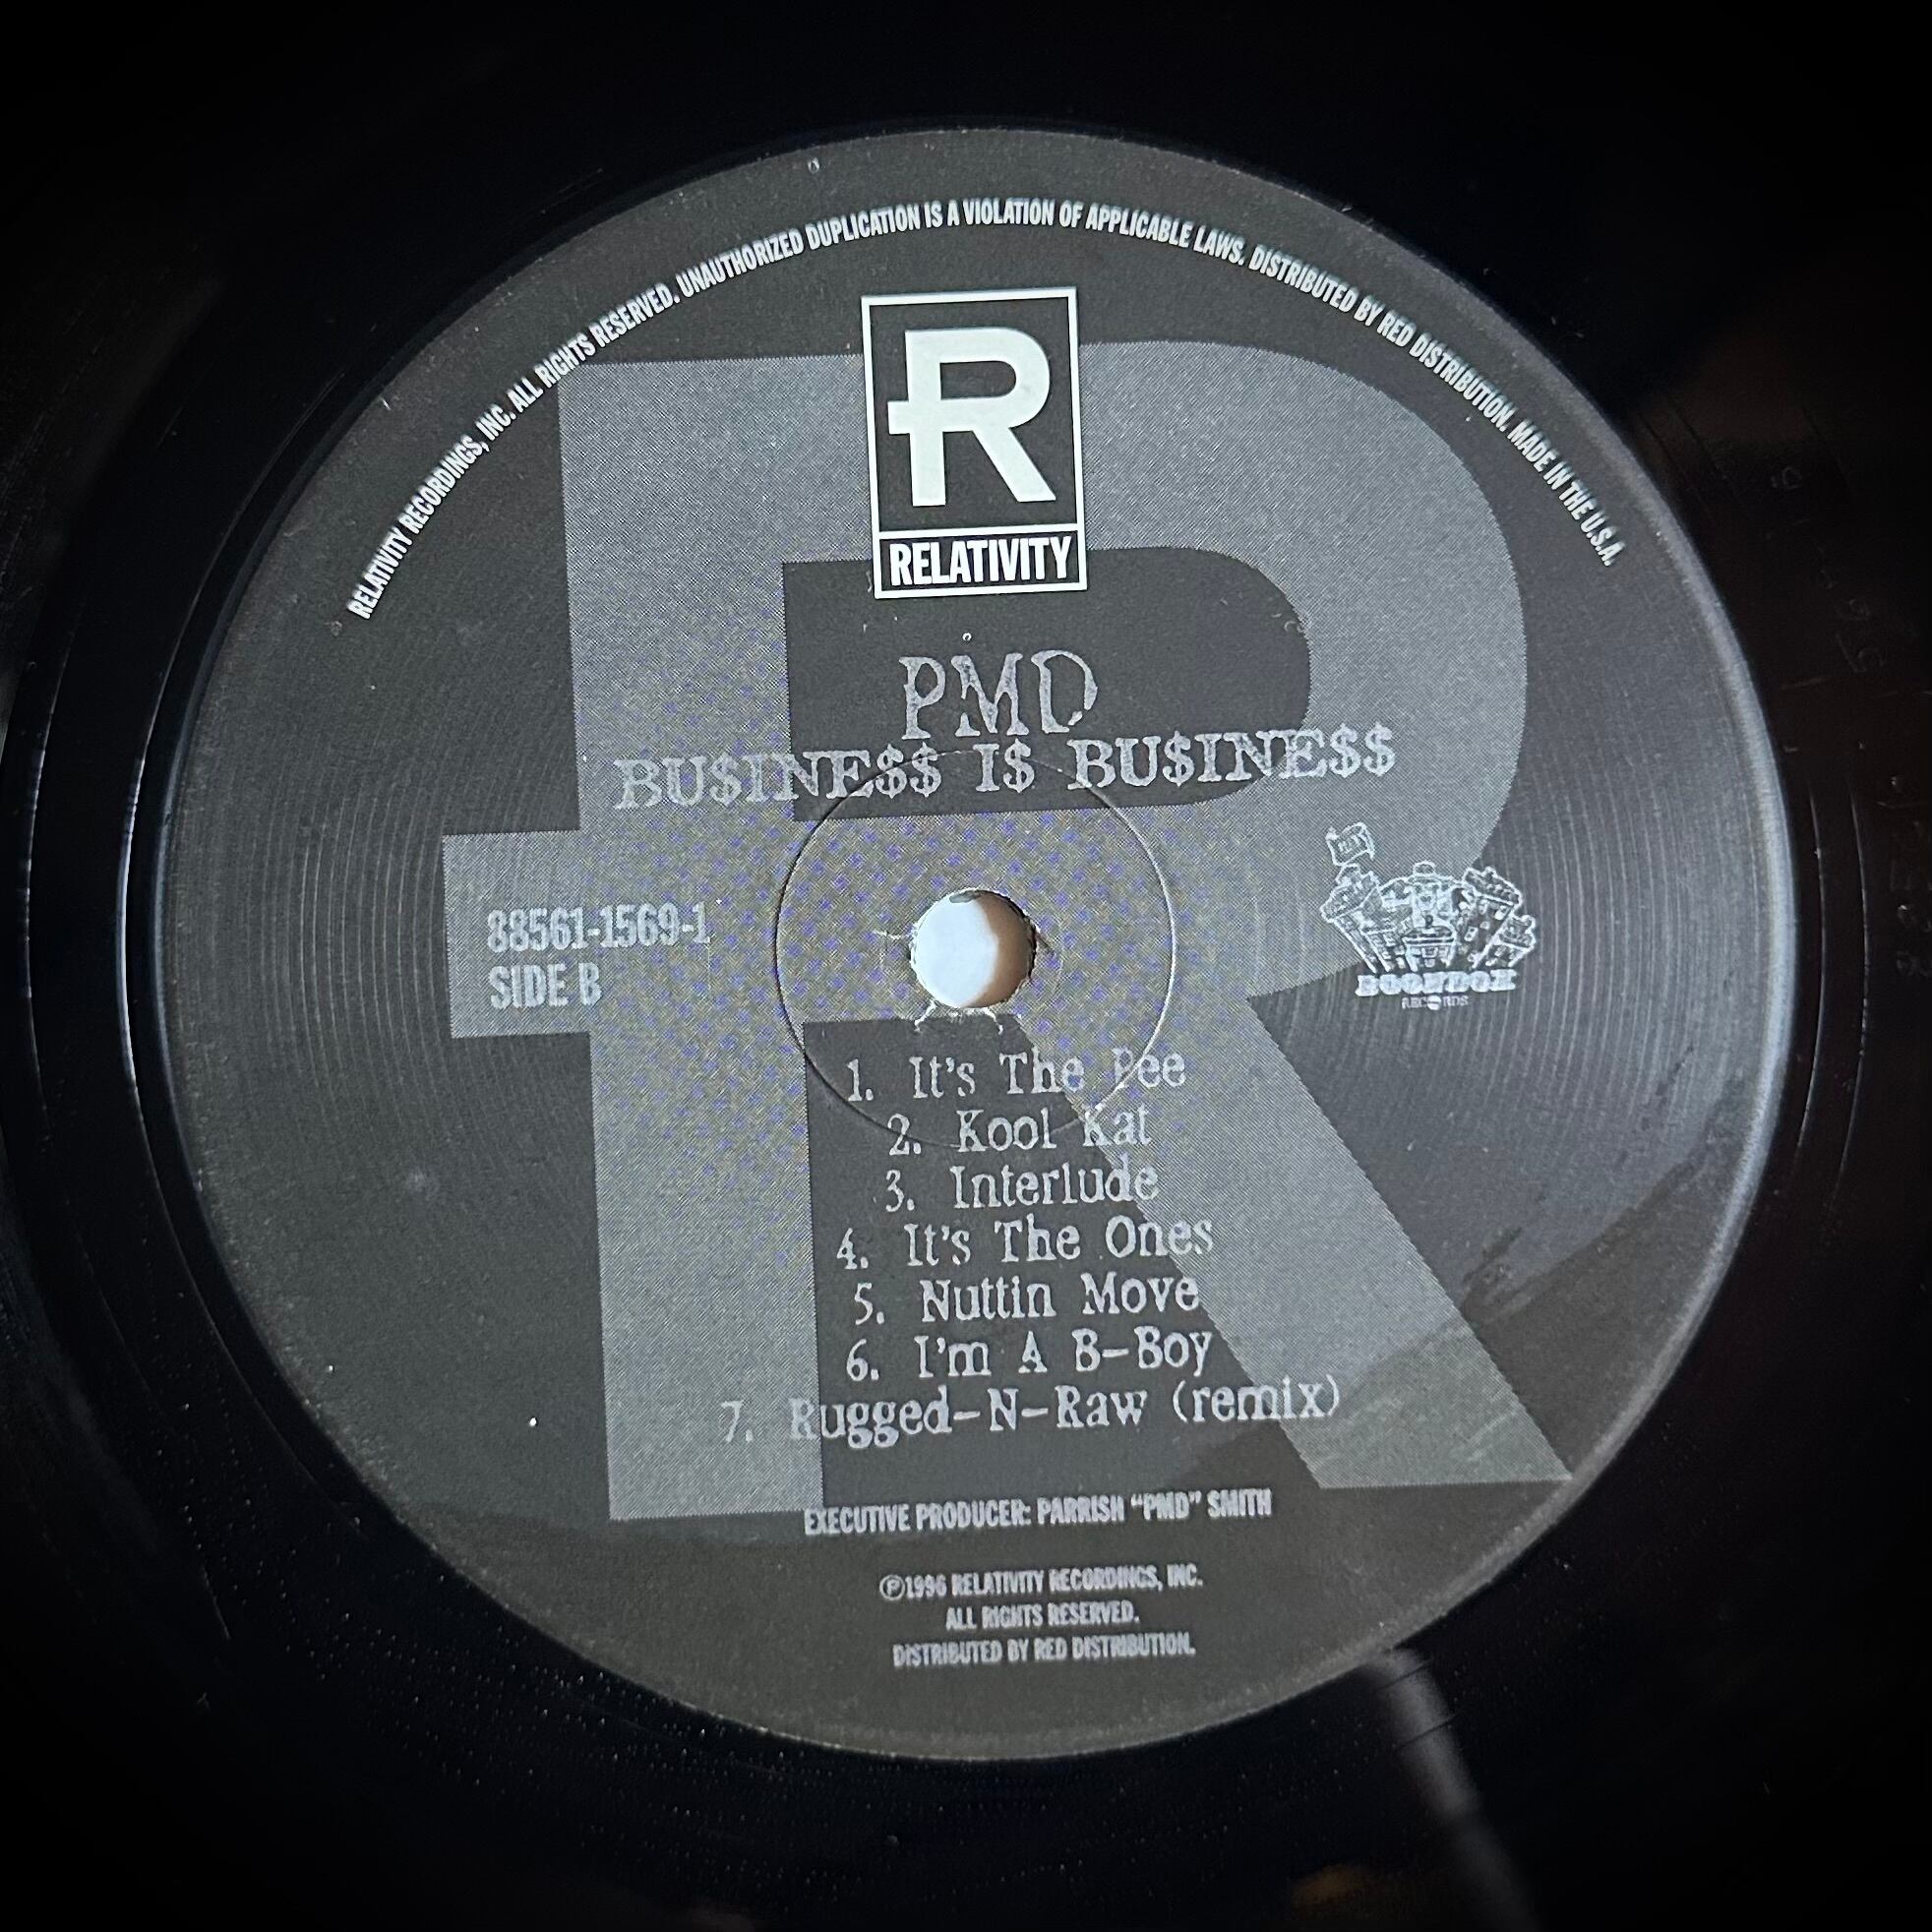 RELATIVITY RECORDINGS, INC. ALL RIGHTS RESERVED. UNAUTHORIZED DUPLICATION IS A VIOLATION OF APPLICABLE LAWS. DISTRIBUTED BY RED DISTRIBUTION. MADE IN THE U.S.A.
R
RELATIVITY
PMD
BU$INE$$ I$ BU$INE$$
88561-1569-1
SIDE B
BOONDOX
RECORDS
1. It's The Pee
2. Kool Kat
3. Interlude
4. It's The Ones
5. Nuttin Move
6. I'm A B-Boy
7. Rugged-N-Raw (remix)
EXECUTIVE PRODUCER: PARRISH "PMD" SMITH
℗1996 RELATIVITY RECORDINGS, INC.
ALL RIGHTS RESERVED.
DISTRIBUTED BY RED DISTRIBUTION.